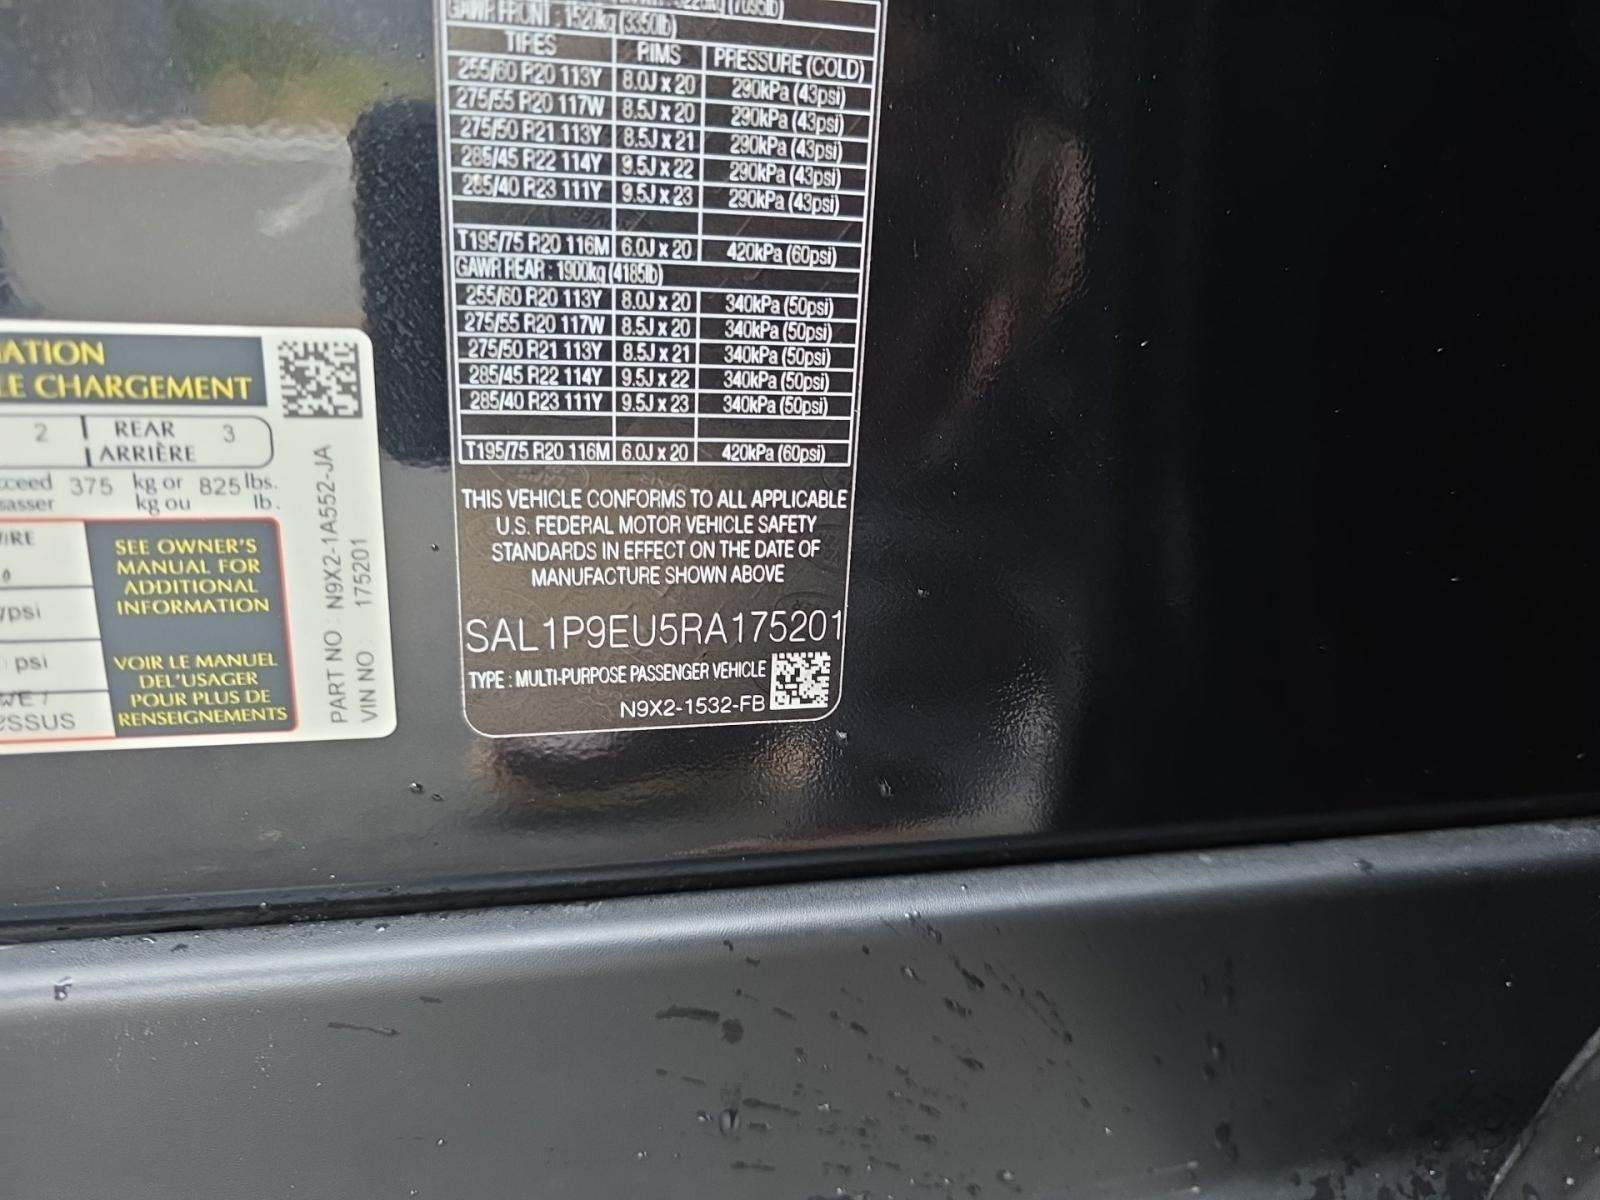 GAWR FRONT : 1520kg (3350lb)
TIRES RIMS PRESSURE (COLD)
255/60 R20 113Y 8.0J x 20 290kPa (43psi)
275/55 R20 117W 8.5J x 20 290kPa (43psi)
275/50 R21 113Y 8.5J x 21 290kPa (43psi)
285/45 R22 114Y 9.5J x 22 290kPa (43psi)
285/40 R23 111Y 9.5J x 23 290kPa (43psi)
T195/75 R20 116M 6.0J x 20 420kPa (60psi)
GAWR REAR : 1900kg (4185lb)
255/60 R20 113Y 8.0J x 20 340kPa (50psi)
275/55 R20 117W 8.5J x 20 340kPa (50psi)
275/50 R21 113Y 8.5J x 21 340kPa (50psi)
285/45 R22 114Y 9.5J x 22 340kPa (50psi)
285/40 R23 111Y 9.5J x 23 340kPa (50psi)
T195/75 R20 116M 6.0J x 20 420kPa (60psi)
THIS VEHICLE CONFORMS TO ALL APPLICABLE
U.S. FEDERAL MOTOR VEHICLE SAFETY
STANDARDS IN EFFECT ON THE DATE OF
MANUFACTURE SHOWN ABOVE
SAL1P9EU5RA175201
TYPE : MULTI-PURPOSE PASSENGER VEHICLE
N9X2-1532-FB
MATION
LE CHARGEMENT
2 REAR 3
ARRIÈRE
xceed 375 kg or 825 lbs.
passer kg ou lb.
SEE OWNER'S
MANUAL FOR
ADDITIONAL
INFORMATION
psi
psi
VOIR LE MANUEL
DEL'USAGER
POUR PLUS DE
RENSEIGNEMENTS
ESSUS
PART NO : N9X2-1A552-JA
VIN NO : 175201